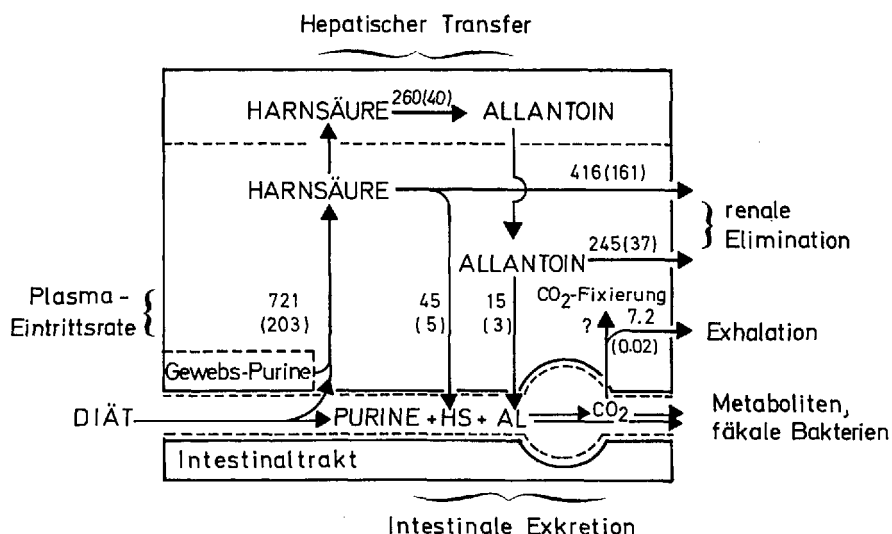 Hepatischer Transfer
260(40)
HARNSÄURE ALLANTOIN
416(161)
HARNSÄURE
renale
Elimination
245(37)
ALLANTOIN
Plasma-
Eintrittsrate
721
(203)
45
(5)
15
(3)
CO₂-Fixierung
?
7.2
(0.02)
Exhalation
Gewebs-Purine
DIÄT
PURINE + HS + AL
CO₂
Metaboliten,
fäkale Bakterien
Intestinaltrakt
Intestinale Exkretion